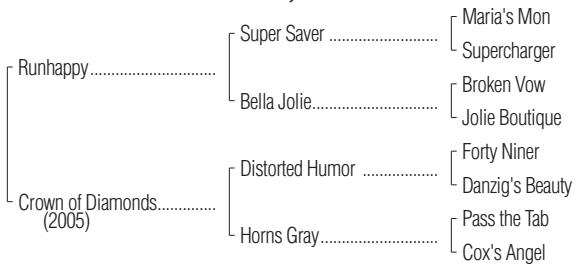 Maria's Mon
Super Saver ..........................
Supercharger
Runhappy..............................
Broken Vow
Bella Jolie..............................
Jolie Boutique
Forty Niner
Distorted Humor ..................
Danzig's Beauty
Crown of Diamonds..............
(2005)
Pass the Tab
Horns Gray............................
Cox's Angel